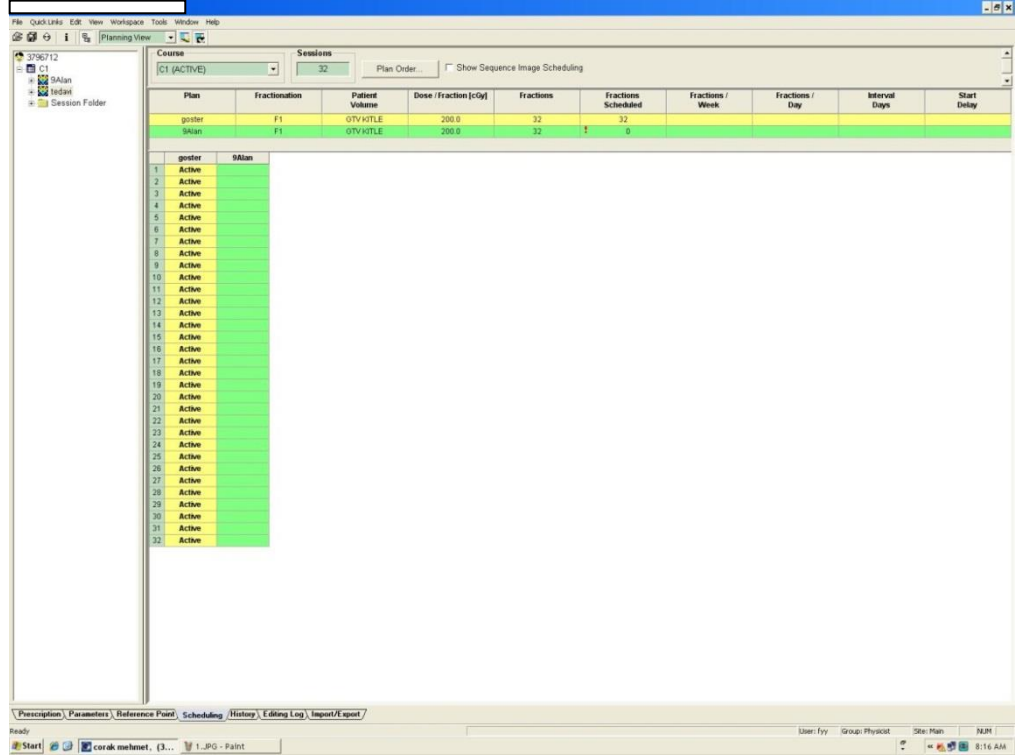 File Quick Links Edit View Workspace Tools Window Help
Planning View
3796712
C1
9Alan
tedavi
Session Folder
Course
C1 (ACTIVE)
Sessions
32
Plan Order...
Show Sequence Image Scheduling
Plan Fractionation Patient Volume Dose / Fraction [cGy] Fractions Fractions Scheduled Fractions / Week Fractions / Day Interval Days Start Delay
goster F1 GTV KITLE 200.0 32 32
9Alan F1 GTV KITLE 200.0 32 ! 0
goster 9Alan
1 Active
2 Active
3 Active
4 Active
5 Active
6 Active
7 Active
8 Active
9 Active
10 Active
11 Active
12 Active
13 Active
14 Active
15 Active
16 Active
17 Active
18 Active
19 Active
20 Active
21 Active
22 Active
23 Active
24 Active
25 Active
26 Active
27 Active
28 Active
29 Active
30 Active
31 Active
32 Active
Prescription Parameters Reference Point Scheduling History Editing Log Import/Export
Ready User: fyy Group: Physicist Site: Main NUM
Start corak mehmet, (3... 1..JPG - Paint 8:16 AM